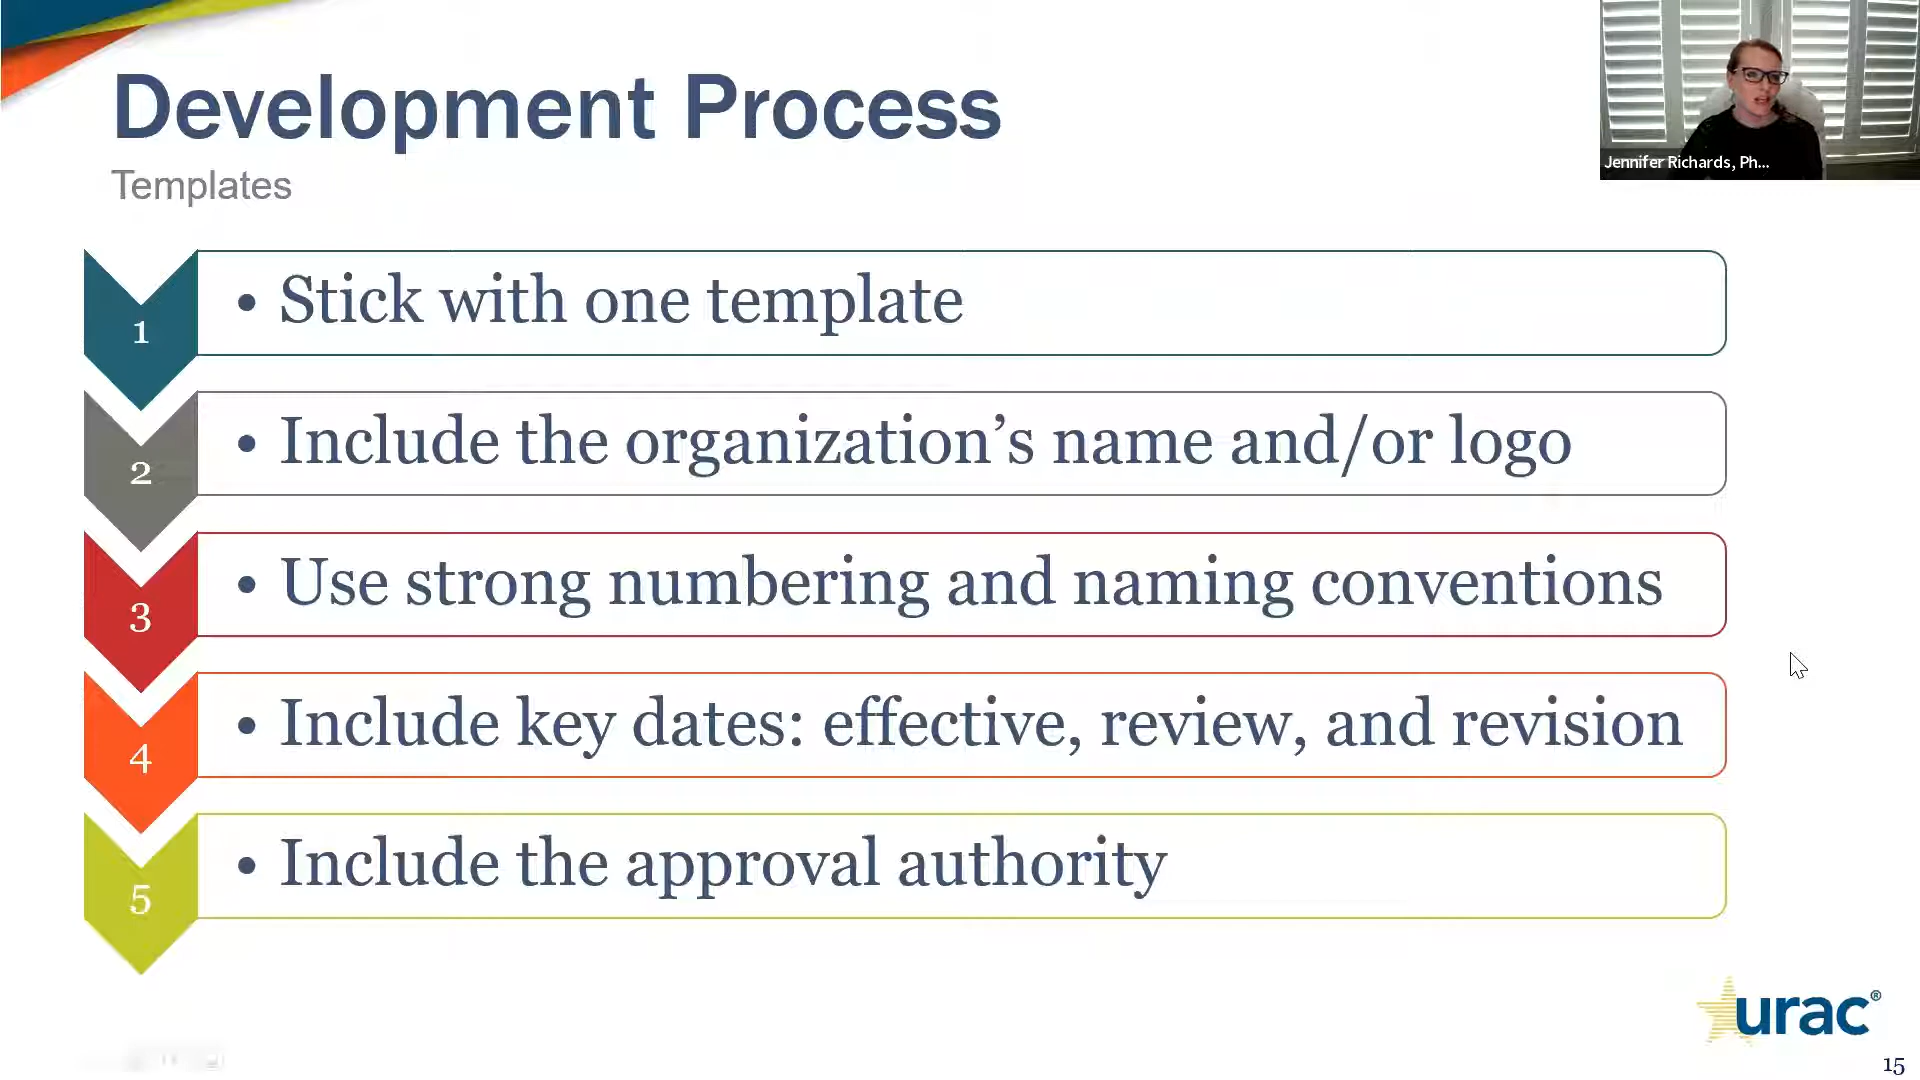 Development Process
Templates
Jennifer Richards, Ph...
1
• Stick with one template
2
• Include the organization’s name and/or logo
3
• Use strong numbering and naming conventions
4
• Include key dates: effective, review, and revision
5
• Include the approval authority
urac®
15